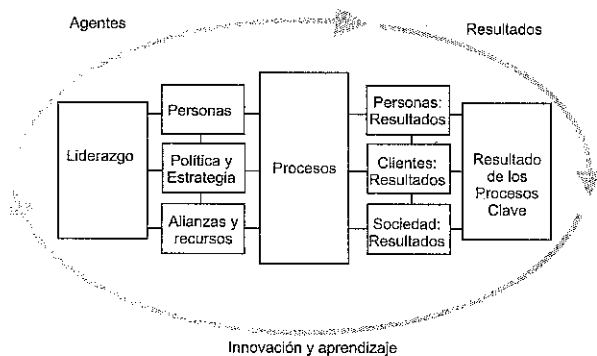 Agentes
Resultados
Liderazgo
Personas
Política y
Estrategia
Alianzas y
recursos
Procesos
Personas:
Resultados
Clientes:
Resultados
Sociedad:
Resultados
Resultado
de los
Procesos
Clave
Innovación y aprendizaje